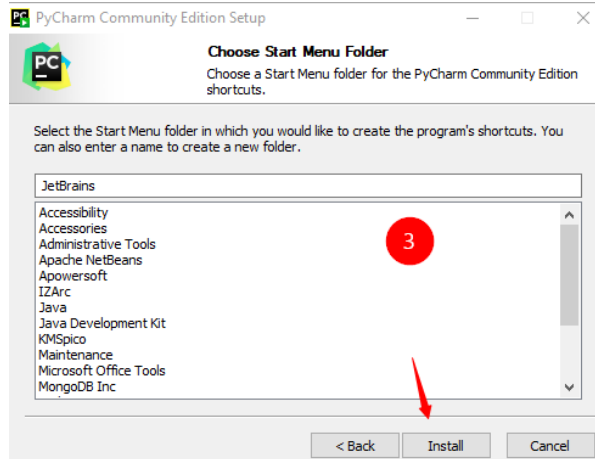 PyCharm Community Edition Setup
PC
Choose Start Menu Folder
Choose a Start Menu folder for the PyCharm Community Edition
shortcuts.
Select the Start Menu folder in which you would like to create the program's shortcuts. You
can also enter a name to create a new folder.
JetBrains
Accessibility
Accessories
Administrative Tools
Apache NetBeans
Apowersoft
IZArc
Java
Java Development Kit
KMSpico
Maintenance
Microsoft Office Tools
MongoDB Inc
3
< Back Install Cancel